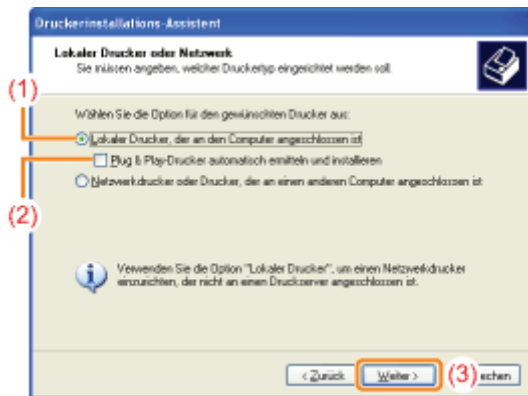 Druckerinstallations-Assistent
Lokaler Drucker oder Netzwerk
Sie müssen angeben, welcher Druckertyp eingerichtet werden soll.
(1)
Wählen Sie die Option für den gewünschten Drucker aus:
Lokaler Drucker, der an den Computer angeschlossen ist
Plug & Play-Drucker automatisch ermitteln und installieren
(2)
Netzwerkdrucker oder Drucker, der an einen anderen Computer angeschlossen ist
Verwenden Sie die Option "Lokaler Drucker", um einen Netzwerkdrucker
einzurichten, der nicht an einen Druckserver angeschlossen ist.
< Zurück Weiter > (3) echen